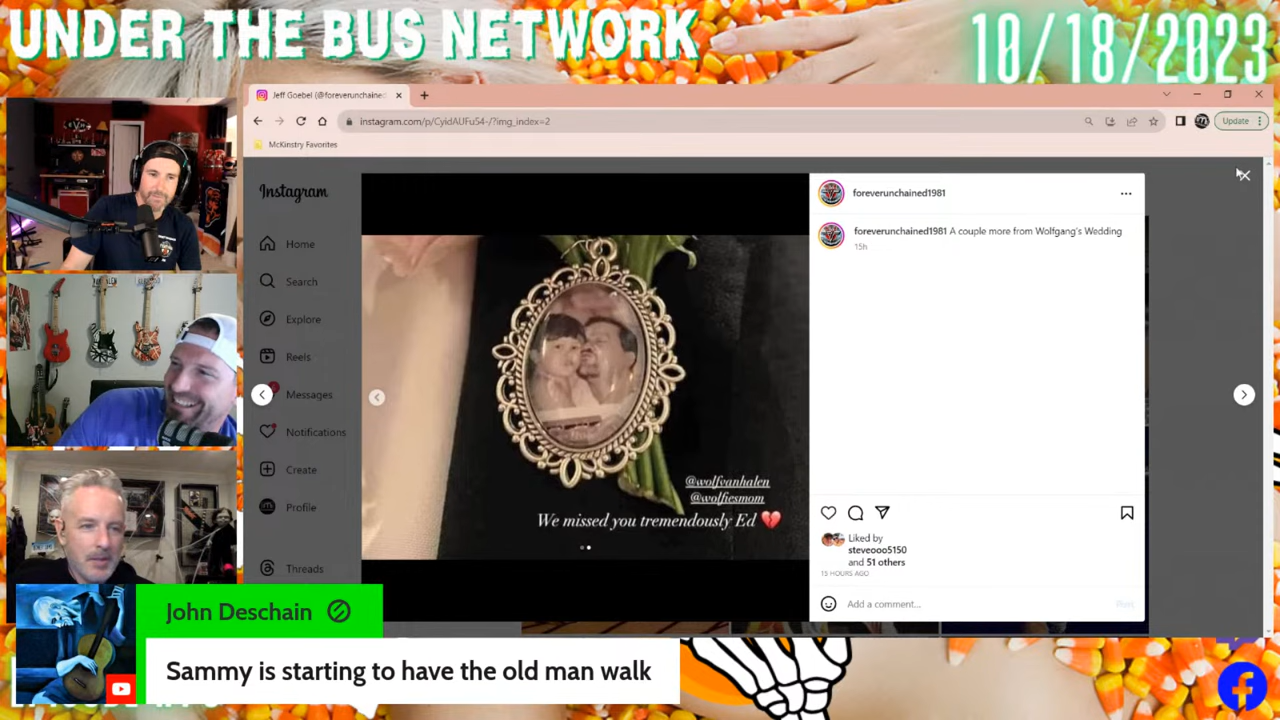 UNDER THE BUS NETWORK
10/18/2023
Jeff Goebel (@foreverunchained
instagram.com/p/CyidAUFuS4-/?img_index=2
Update
McKinstry Favorites
Instagram
Home
Search
Explore
Reels
Messages
Notifications
Create
Profile
Threads
@wolfvanhalen
@wolfiesmom
We missed you tremendously Ed 💔
foreverunchained1981
foreverunchained1981 A couple more from Wolfgang's Wedding
15h
Liked by
steveooo5150
and 51 others
15 HOURS AGO
Add a comment...
Post
John Deschain
Sammy is starting to have the old man walk